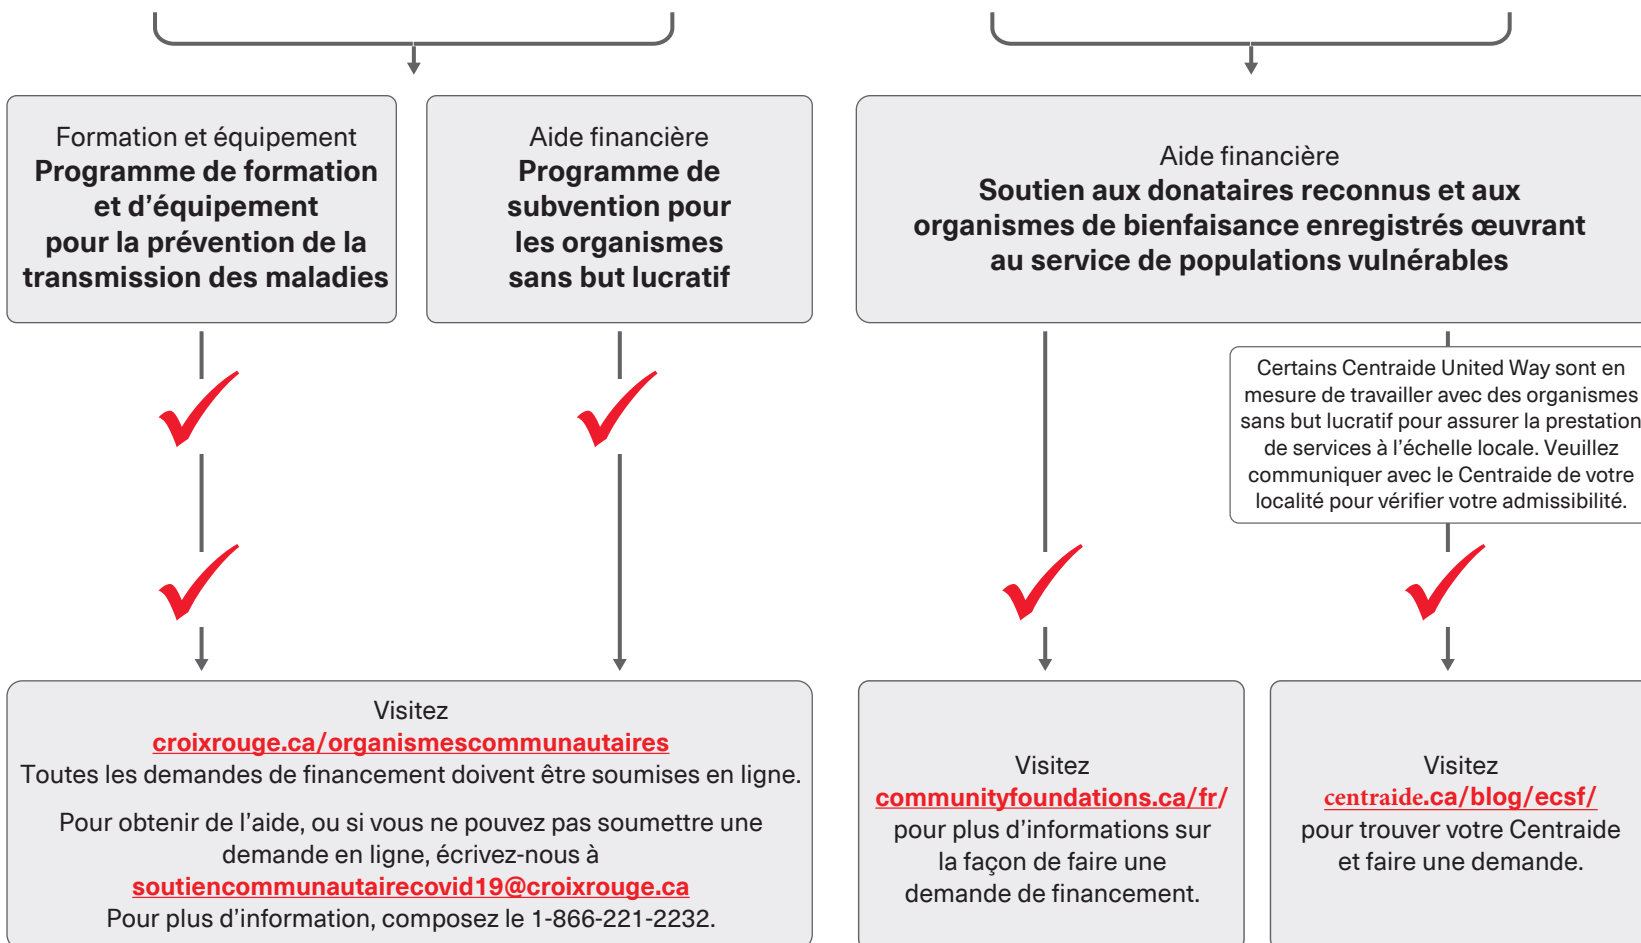 Formation et équipement
Programme de formation
et d'équipement
pour la prévention de la
transmission des maladies
Aide financière
Programme de
subvention pour
les organismes
sans but lucratif
Aide financière
Soutien aux donataires reconnus et aux
organismes de bienfaisance enregistrés œuvrant
au service de populations vulnérables
Certains Centraide United Way sont en
mesure de travailler avec des organismes
sans but lucratif pour assurer la prestation
de services à l'échelle locale. Veuillez
communiquer avec le Centraide de votre
localité pour vérifier votre admissibilité.
Visitez
croixrouge.ca/organismescommunautaires
Toutes les demandes de financement doivent être soumises en ligne.
Pour obtenir de l'aide, ou si vous ne pouvez pas soumettre une
demande en ligne, écrivez-nous à
soutiencommunautairecovid19@croixrouge.ca
Pour plus d'information, composez le 1-866-221-2232.
Visitez
communityfoundations.ca/fr/
pour plus d'informations sur
la façon de faire une
demande de financement.
Visitez
centraide.ca/blog/ecsf/
pour trouver votre Centraide
et faire une demande.